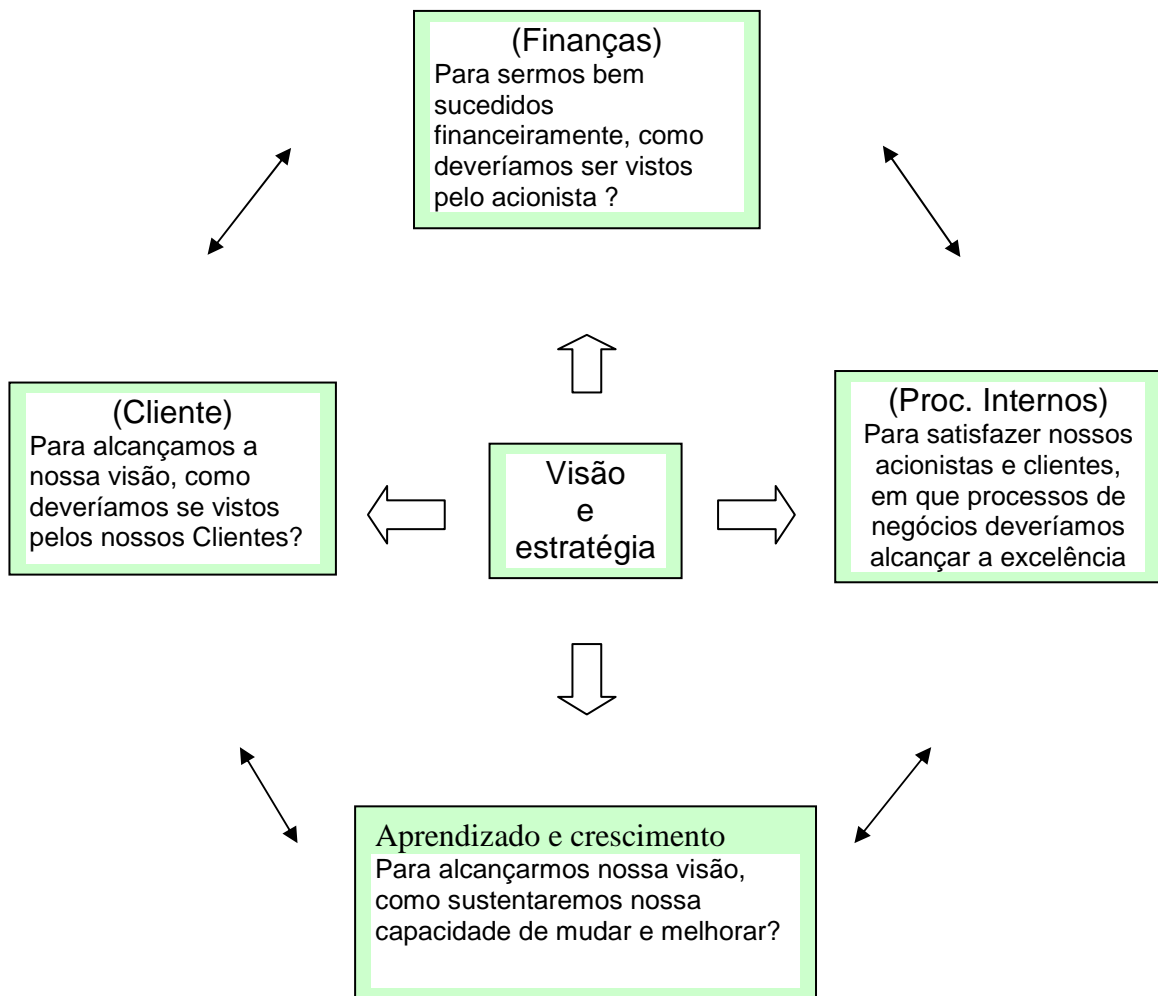 (Finanças)
Para sermos bem
sucedidos
financeiramente, como
deveríamos ser vistos
pelo acionista ?
(Cliente)
Para alcançamos a
nossa visão, como
deveríamos se vistos
pelos nossos Clientes?
Visão
e
estratégia
(Proc. Internos)
Para satisfazer nossos
acionistas e clientes,
em que processos de
negócios deveríamos
alcançar a excelência
Aprendizado e crescimento
Para alcançarmos nossa visão,
como sustentaremos nossa
capacidade de mudar e melhorar?